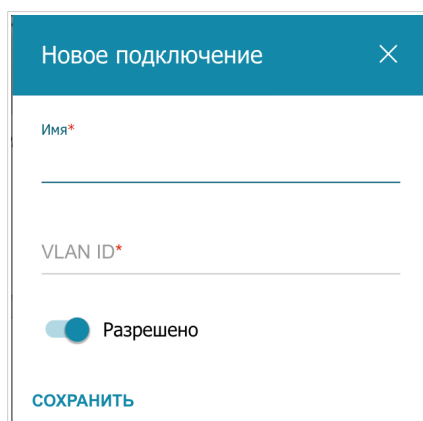 Новое подключение
Имя*
VLAN ID*
Разрешено
СОХРАНИТЬ